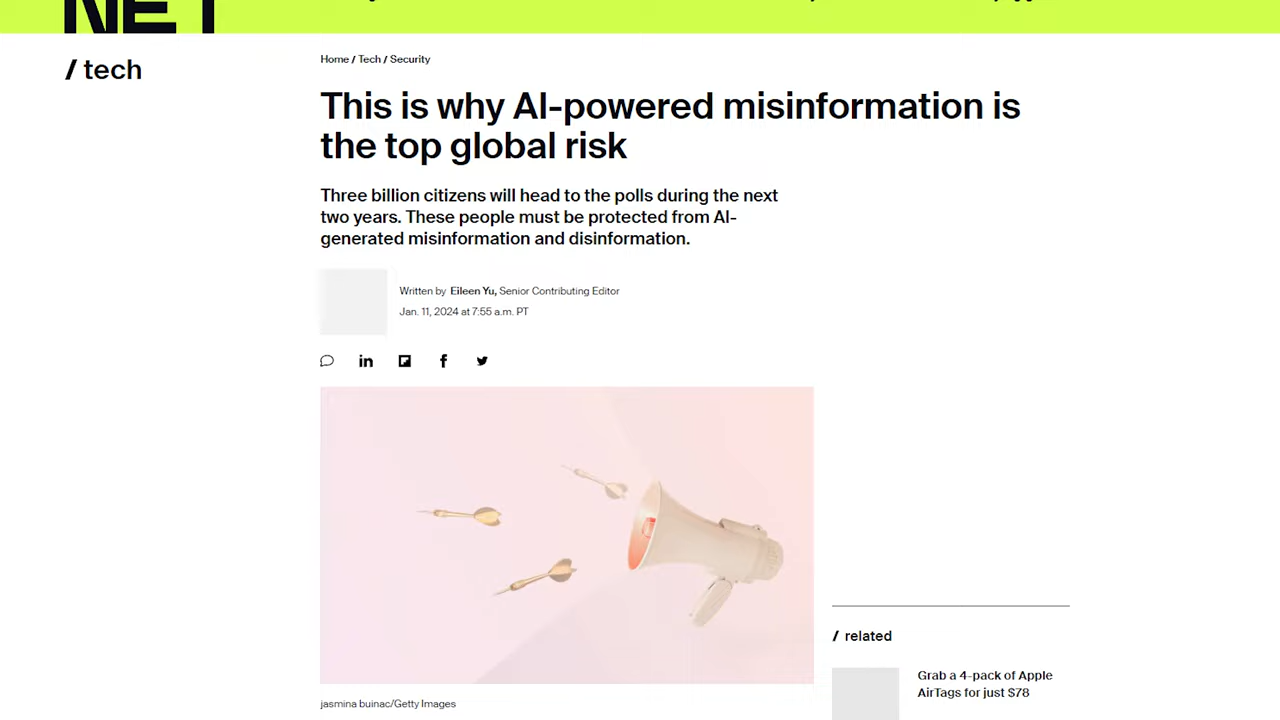 NET
/ tech
Home / Tech / Security
This is why AI-powered misinformation is
the top global risk
Three billion citizens will head to the polls during the next
two years. These people must be protected from AI-
generated misinformation and disinformation.
Written by Eileen Yu, Senior Contributing Editor
Jan. 11, 2024 at 7:55 a.m. PT
jasmina buinac/Getty Images
/ related
Grab a 4-pack of Apple
AirTags for just $78